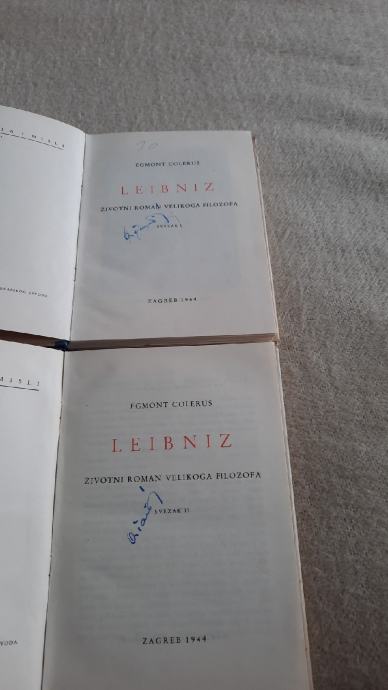 EGMONT COLERUS
LEIBNIZ
ŽIVOTNI ROMAN VELIKOGA FILOZOFA
SVEZAK I
ZAGREB 1944
EGMONT COLERUS
LEIBNIZ
ŽIVOTNI ROMAN VELIKOGA FILOZOFA
SVEZAK II
ZAGREB 1944